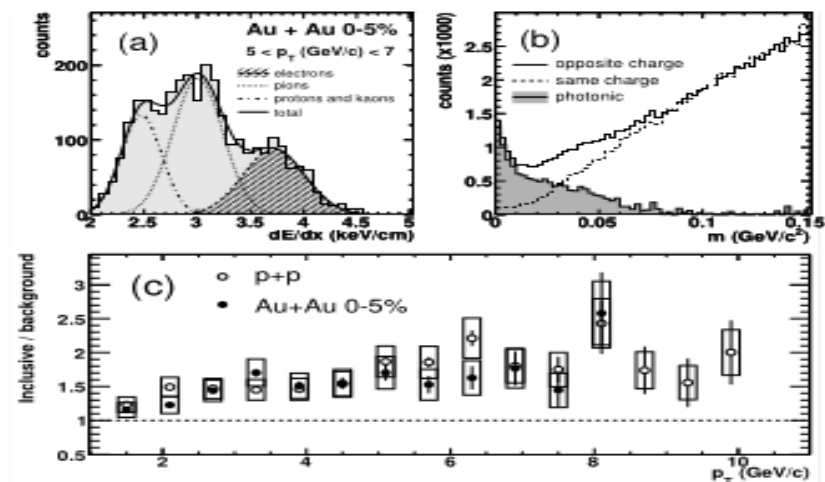 (a)
Au + Au 0-5%
5 < p_T (GeV/c) < 7
electrons
pions
protons and kaons
total
counts
200
100
0
2 2.5 3 3.5 4 4.5 5
dE/dx (keV/cm)
(b)
opposite charge
same charge
photonic
counts (x1000)
2.5
2
1.5
1
0.5
0
0 0.05 0.1 0.15
m (GeV/c²)
(c)
p+p
Au+Au 0-5%
Inclusive / background
3
2.5
2
1.5
1
0.5
2 4 6 8 10
p_T (GeV/c)